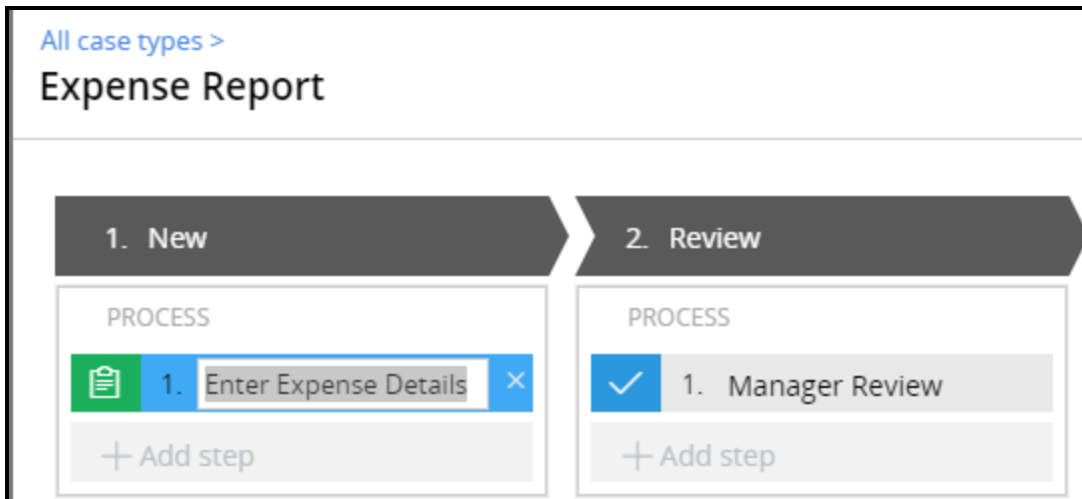 All case types >
Expense Report
1. New
2. Review
PROCESS
PROCESS
1. Enter Expense Details ×
1. Manager Review
+ Add step
+ Add step